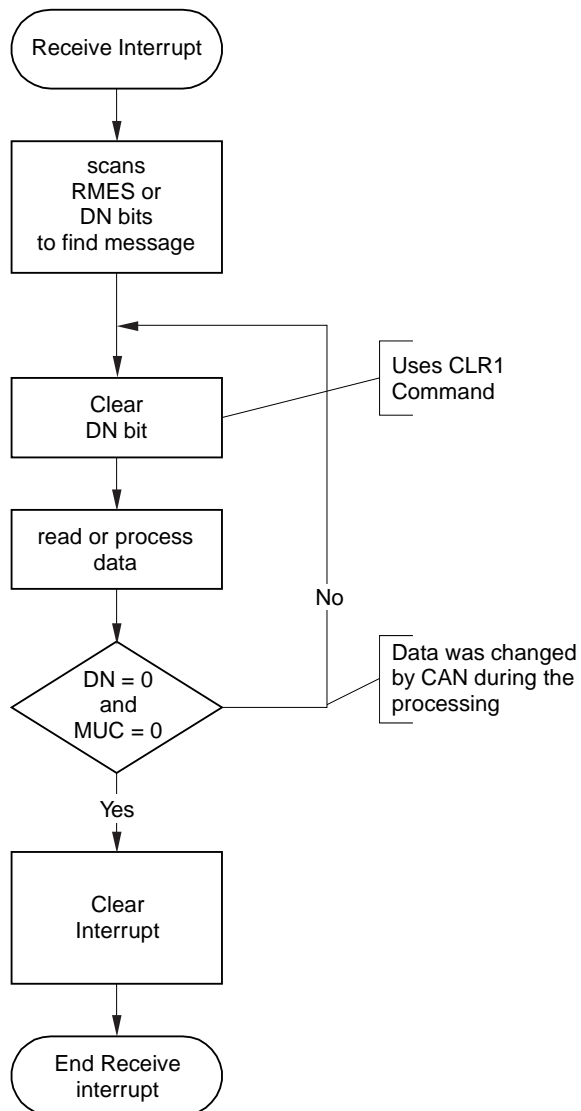 Receive Interrupt
scans
RMES or
DN bits
to find message
Uses CLR1
Command
Clear
DN bit
read or process
data
No
Data was changed
by CAN during the
processing
DN = 0
and
MUC = 0
Yes
Clear
Interrupt
End Receive
interrupt